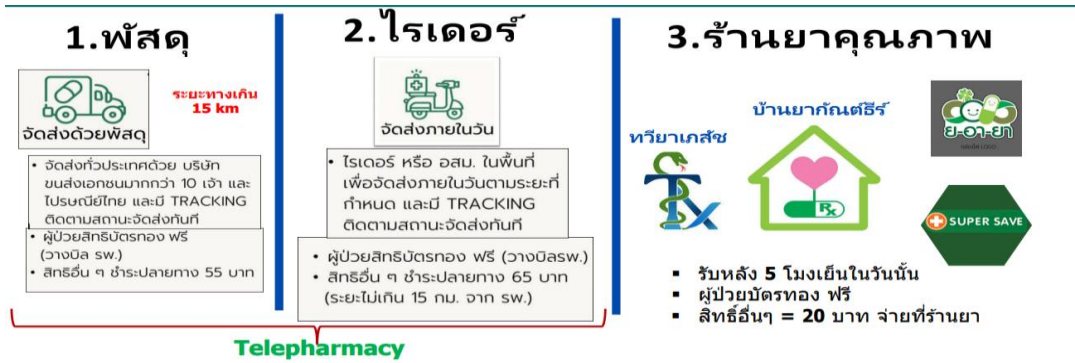 1.พัสดุ
จัดส่งด้วยพัสดุ
ระยะทางเกิน
15 km
• จัดส่งทั่วประเทศด้วย บริษัท
ขนส่งเอกชนมากกว่า 10 เจ้า และ
ไปรษณีย์ไทย และมี TRACKING
ติดตามสถานะจัดส่งทันที
• ผู้ป่วยสิทธิบัตรทอง ฟรี
(วางบิล รพ.)
• สิทธิอื่น ๆ ชำระปลายทาง 55 บาท
2.ไรเดอร์
จัดส่งภายในวัน
• ไรเดอร์ หรือ อสม. ในพื้นที่
เพื่อจัดส่งภายในวันตามระยะที่
กำหนด และมี TRACKING
ติดตามสถานะจัดส่งทันที
• ผู้ป่วยสิทธิบัตรทอง ฟรี (วางบิลรพ.)
• สิทธิอื่น ๆ ชำระปลายทาง 65 บาท
(ระยะไม่เกิน 15 กม. จาก รพ.)
Telepharmacy
3.ร้านยาคุณภาพ
ทวียาเภสัช
TX
บ้านยากัณต์ธีร์
Rx
ย-อา-ยา
SUPER SAVE
▪ รับหลัง 5 โมงเย็นในวันนั้น
▪ ผู้ป่วยบัตรทอง ฟรี
▪ สิทธิ์อื่นๆ = 20 บาท จ่ายที่ร้านยา